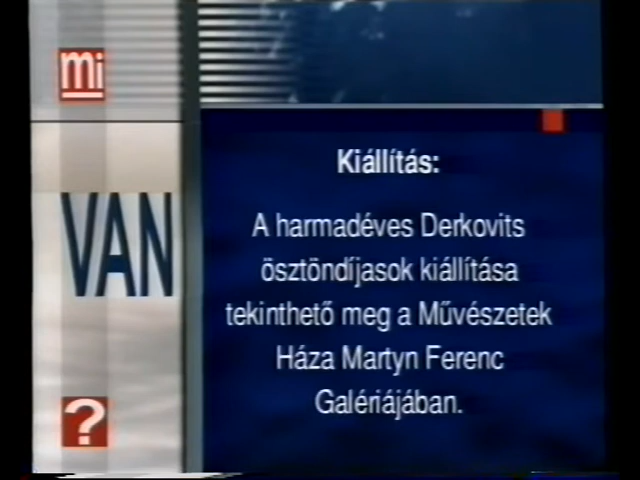 mi
VAN
?
Kiállítás:
A harmadéves Derkovits
ösztöndíjasok kiállítása
tekinthető meg a Művészetek
Háza Martyn Ferenc
Galériájában.